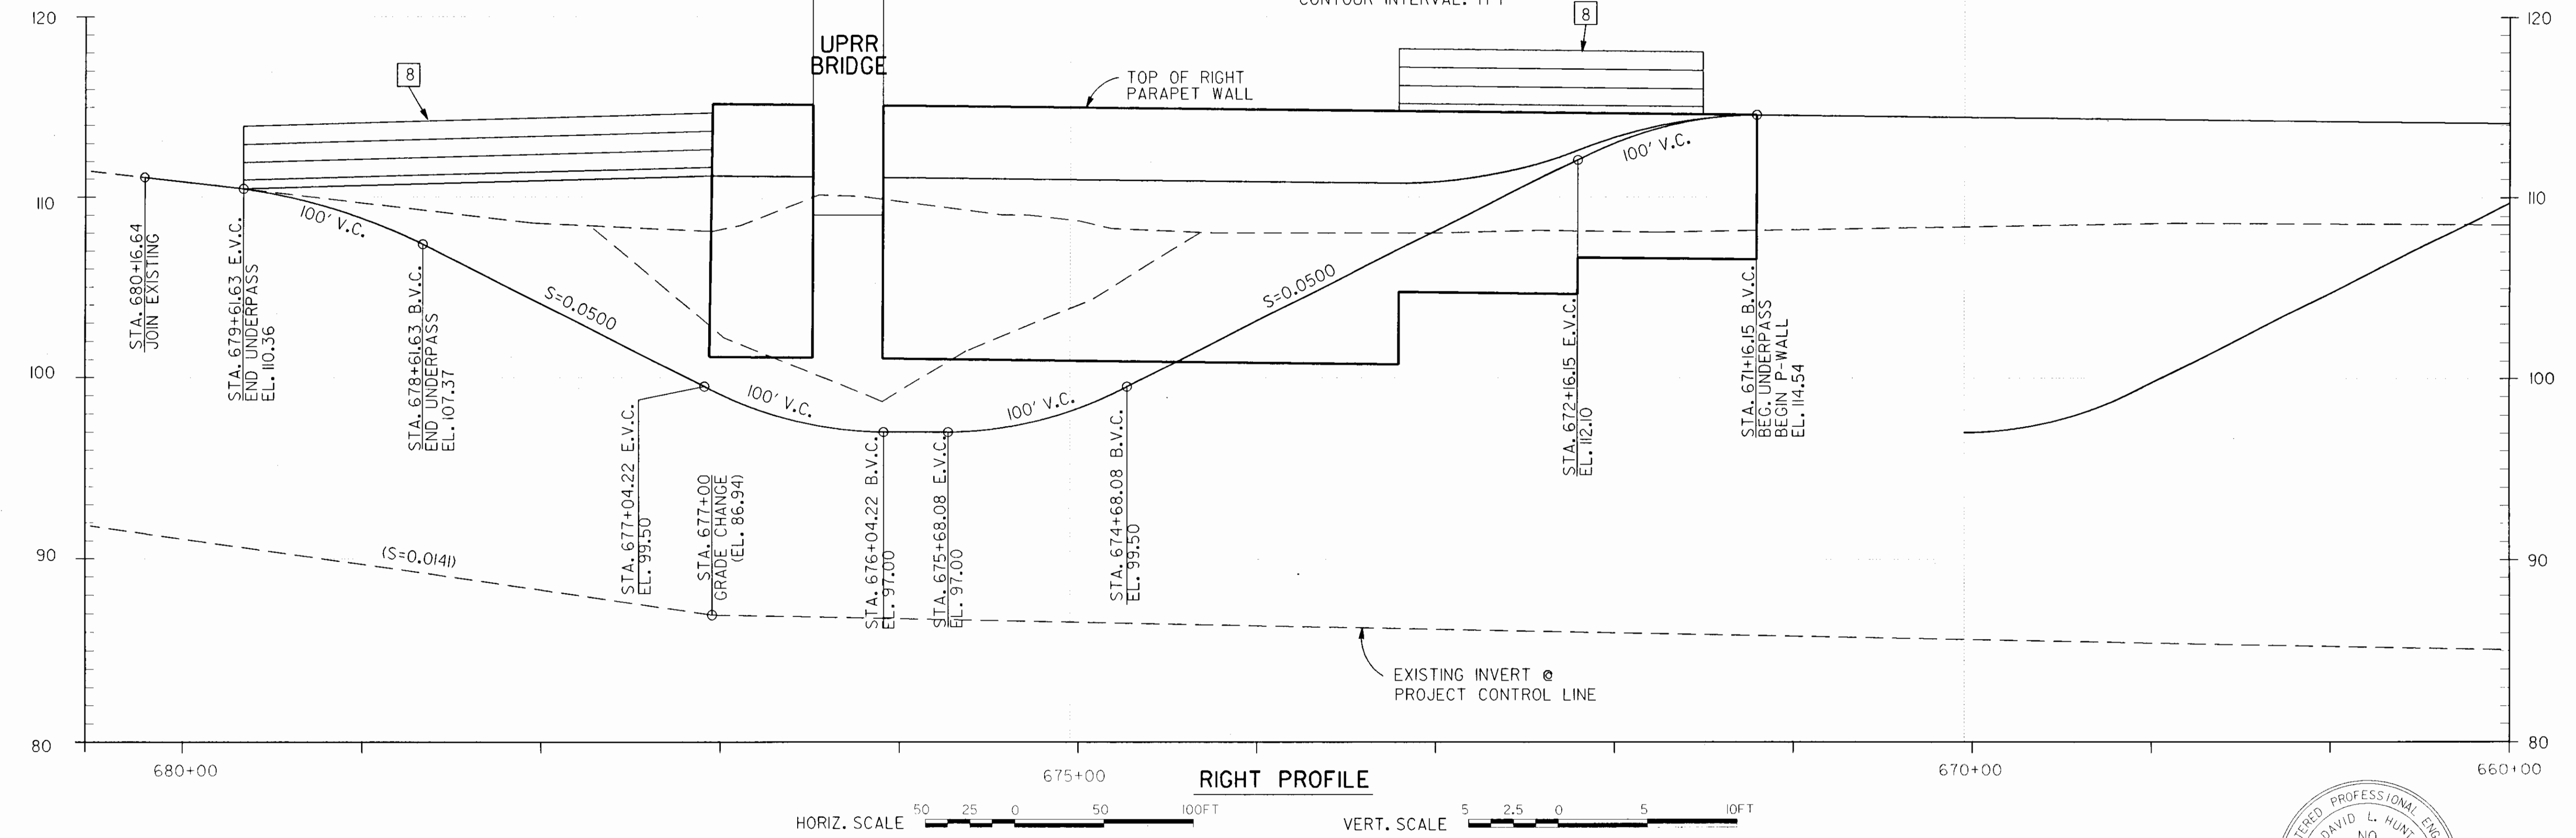 CONTOUR INTERVAL: 1FT
120
120
8
8
UPRR
BRIDGE
TOP OF RIGHT
PARAPET WALL
110
110
100' V.C.
100' V.C.
STA. 680+16.64
JOIN EXISTING
STA. 679+61.63 E.V.C.
END UNDERPASS
EL. 110.36
STA. 678+61.63 B.V.C.
END UNDERPASS
EL. 107.37
S=0.0500
S=0.0500
STA. 672+16.15 E.V.C.
EL. 112.10
STA. 671+16.15 B.V.C.
BEG. UNDERPASS
BEGIN P-WALL
EL. 114.54
100
100
100' V.C.
100' V.C.
STA. 677+04.22 E.V.C.
EL. 99.50
STA. 677+00
GRADE CHANGE
(EL. 86.94)
STA. 676+04.22 B.V.C.
EL. 97.00
STA. 675+68.08 E.V.C.
EL. 97.00
STA. 674+68.08 B.V.C.
EL. 99.50
90
90
(S=0.0141)
EXISTING INVERT @
PROJECT CONTROL LINE
80
80
680+00
675+00
670+00
660+00
RIGHT PROFILE
HORIZ. SCALE
50 25 0 50 100FT
VERT. SCALE
5 2.5 0 5 10FT
PROFESSIONAL
DAVID L. HUNT
NO.